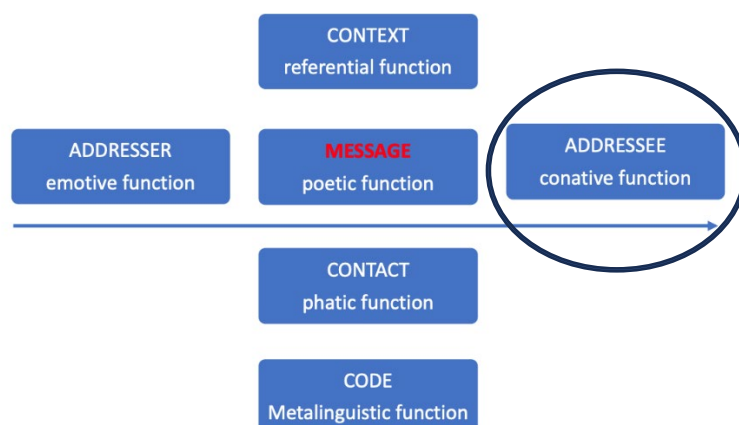 CONTEXT
referential function
ADDRESSER
emotive function
MESSAGE
poetic function
ADDRESSEE
conative function
CONTACT
phatic function
CODE
Metalinguistic function